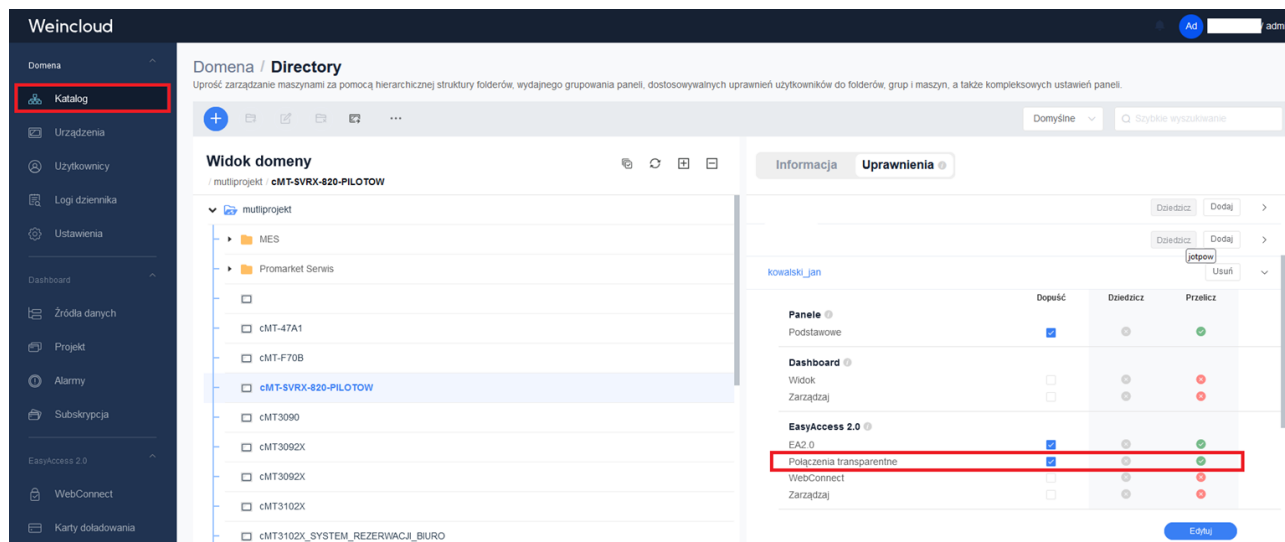 Weincloud
Ad / adm
Domena
Katalog
Urządzenia
Użytkownicy
Logi dziennika
Ustawienia
Dashboard
Źródła danych
Projekt
Alarmy
Subskrypcja
EasyAccess 2.0
WebConnect
Karty doładowania
Domena / Directory
Uprość zarządzanie maszynami za pomocą hierarchicznej struktury folderów, wydajnego grupowania paneli, dostosowywalnych uprawnień użytkowników do folderów, grup i maszyn, a także kompleksowych ustawień paneli.
Domyślne Szybkie wyszukiwanie
Widok domeny
/ mutliprojekt / cMT-SVRX-820-PILOTOW
mutliprojekt
MES
Promarket Serwis
cMT-47A1
cMT-F70B
cMT-SVRX-820-PILOTOW
cMT3090
cMT3092X
cMT3092X
cMT3102X
cMT3102X_SYSTEM_REZERWACJI_BIURO
Informacja Uprawnienia
Dziedzicz Dodaj
Dziedzicz Dodaj
jotpow
kowalski_jan Usuń
Dopuść Dziedzicz Przelicz
Panele
Podstawowe
Dashboard
Widok
Zarządzaj
EasyAccess 2.0
EA2.0
Połączenia transparentne
WebConnect
Zarządzaj
Edytuj